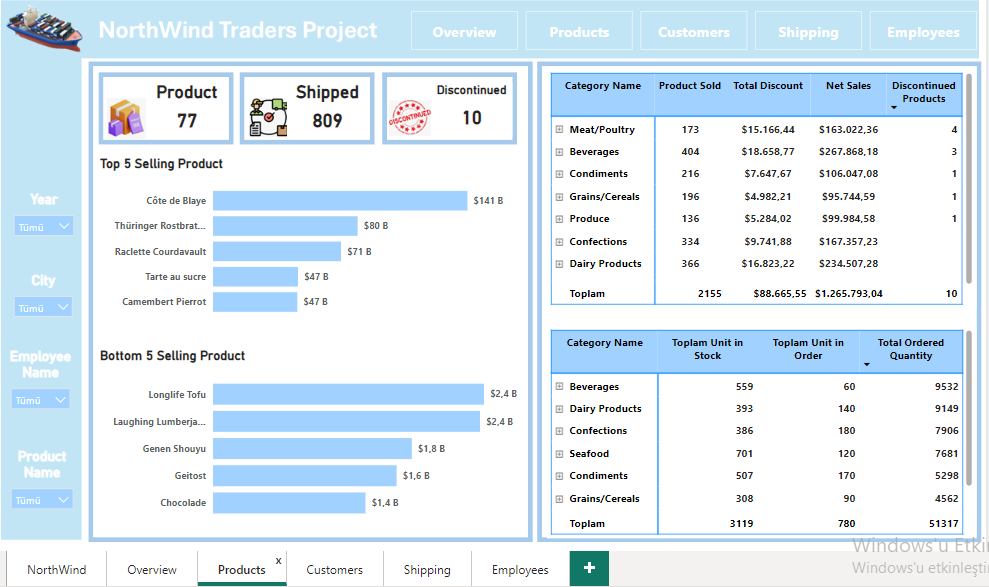 NorthWind Traders Project
Overview
Products
Customers
Shipping
Employees
Year
Tümü
City
Tümü
Employee
Name
Tümü
Product
Name
Tümü
Product
77
Shipped
809
DISCONTINUED
Discontinued
10
Top 5 Selling Product
Côte de Blaye $141 B
Thüringer Rostbrat... $80 B
Raclette Courdavault $71 B
Tarte au sucre $47 B
Camembert Pierrot $47 B
Bottom 5 Selling Product
Longlife Tofu $2,4 B
Laughing Lumberja... $2,4 B
Genen Shouyu $1,8 B
Geitost $1,6 B
Chocolade $1,4 B
Category Name Product Sold Total Discount Net Sales Discontinued
Products
Meat/Poultry 173 $15.166,44 $163.022,36 4
Beverages 404 $18.658,77 $267.868,18 3
Condiments 216 $7.647,67 $106.047,08 1
Grains/Cereals 196 $4.982,21 $95.744,59 1
Produce 136 $5.284,02 $99.984,58 1
Confections 334 $9.741,88 $167.357,23
Dairy Products 366 $16.823,22 $234.507,28
Toplam 2155 $88.665,55 $1.265.793,04 10
Category Name Toplam Unit in Toplam Unit in Total Ordered
Stock Order Quantity
Beverages 559 60 9532
Dairy Products 393 140 9149
Confections 386 180 7906
Seafood 701 120 7681
Condiments 507 170 5298
Grains/Cereals 308 90 4562
Toplam 3119 780 51317
Windows'u Etkin
Windows'u etkinleşti
NorthWind
Overview
Products x
Customers
Shipping
Employees
+